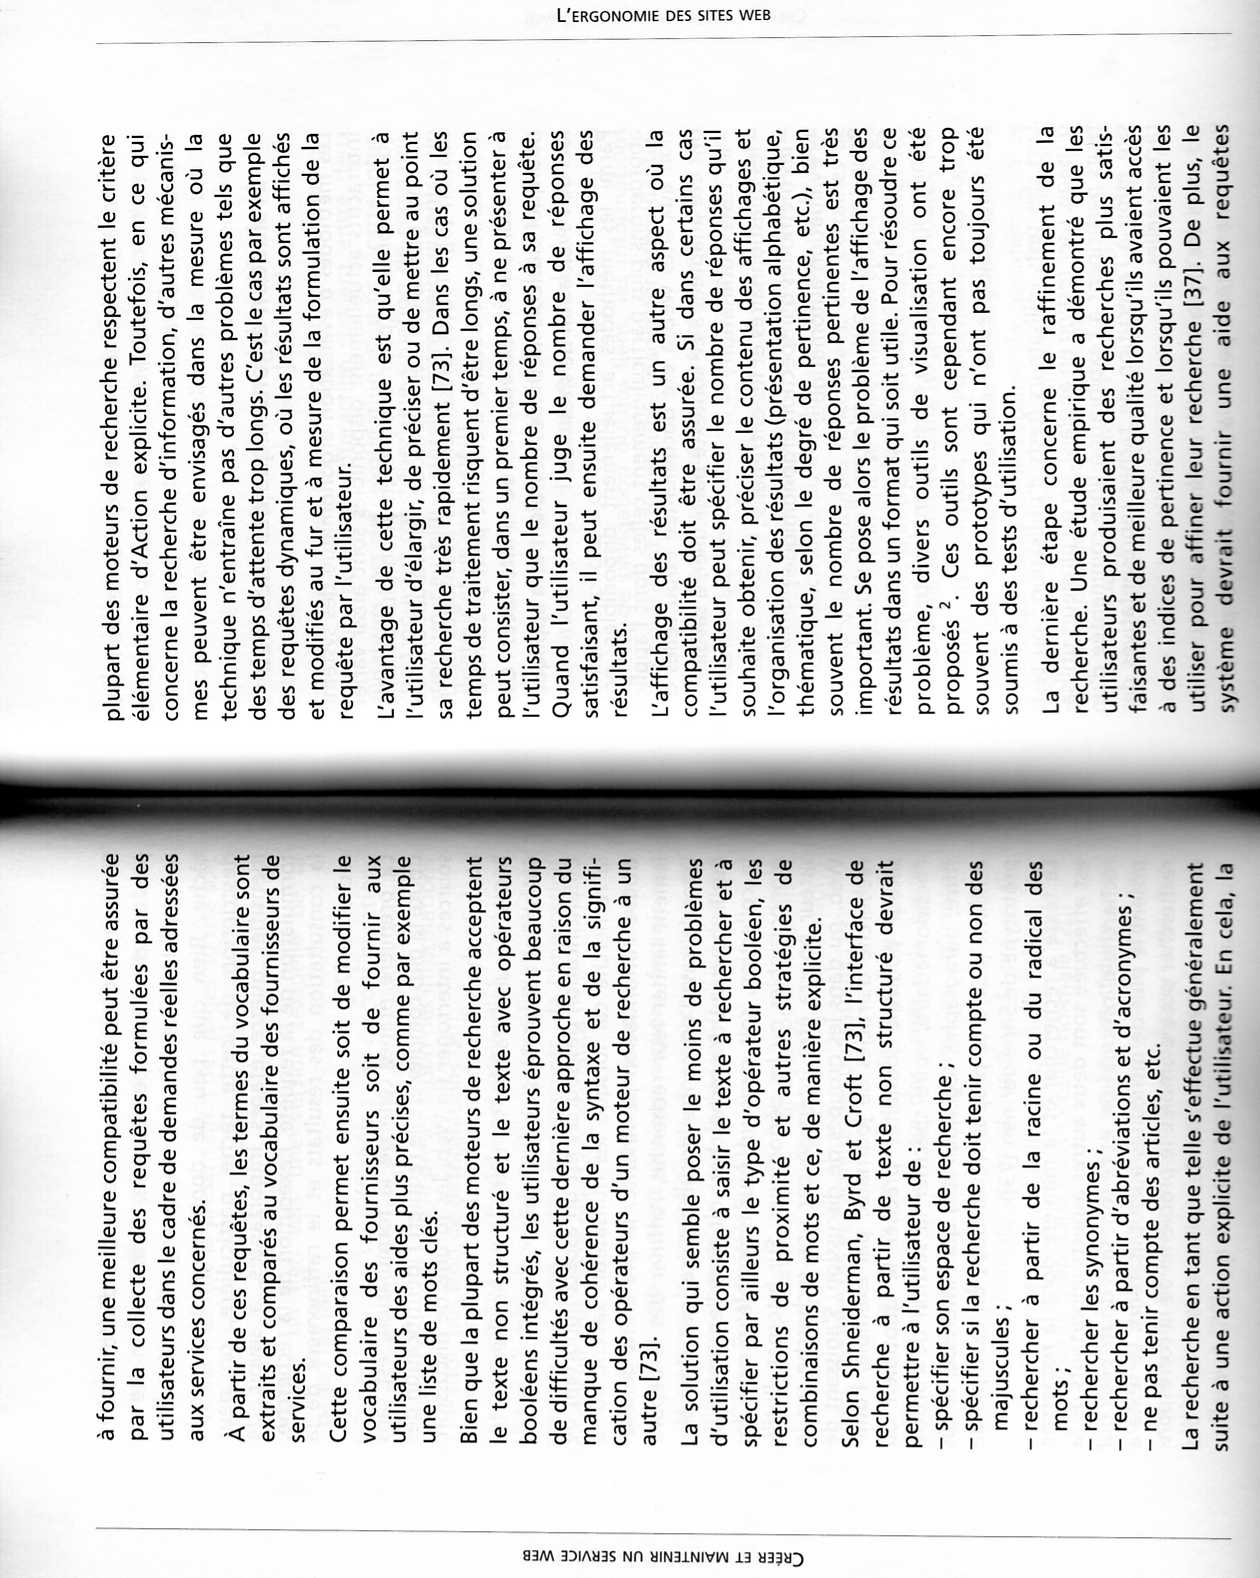 CRÉER ET MAINTENIR UN SERVICE WEB
à fournir, une meilleure compatibilité peut être assurée
par la collecte des requêtes formulées par des
utilisateurs dans le cadre de demandes réelles adressées
aux services concernés.
À partir de ces requêtes, les termes du vocabulaire sont
extraits et comparés au vocabulaire des fournisseurs de
services.
Cette comparaison permet ensuite soit de modifier le
vocabulaire des fournisseurs soit de fournir aux
utilisateurs des aides plus précises, comme par exemple
une liste de mots clés.
Bien que la plupart des moteurs de recherche acceptent
le texte non structuré et le texte avec opérateurs
booléens intégrés, les utilisateurs éprouvent beaucoup
de difficultés avec cette dernière approche en raison du
manque de cohérence de la syntaxe et de la signifi-
cation des opérateurs d'un moteur de recherche à un
autre [73].
La solution qui semble poser le moins de problèmes
d'utilisation consiste à saisir le texte à rechercher et à
spécifier par ailleurs le type d'opérateur booléen, les
restrictions de proximité et autres stratégies de
combinaisons de mots et ce, de manière explicite.
Selon Shneiderman, Byrd et Croft [73], l'interface de
recherche à partir de texte non structuré devrait
permettre à l'utilisateur de :
– spécifier son espace de recherche ;
– spécifier si la recherche doit tenir compte ou non des
majuscules ;
– rechercher à partir de la racine ou du radical des
mots ;
– rechercher les synonymes ;
– rechercher à partir d'abréviations et d'acronymes ;
– ne pas tenir compte des articles, etc.
La recherche en tant que telle s'effectue généralement
suite à une action explicite de l'utilisateur. En cela, la
L'ERGONOMIE DES SITES WEB
plupart des moteurs de recherche respectent le critère
élémentaire d'Action explicite. Toutefois, en ce qui
concerne la recherche d'information, d'autres mécanis-
mes peuvent être envisagés dans la mesure où la
technique n'entraîne pas d'autres problèmes tels que
des temps d'attente trop longs. C'est le cas par exemple
des requêtes dynamiques, où les résultats sont affichés
et modifiés au fur et à mesure de la formulation de la
requête par l'utilisateur.
L'avantage de cette technique est qu'elle permet à
l'utilisateur d'élargir, de préciser ou de mettre au point
sa recherche très rapidement [73]. Dans les cas où les
temps de traitement risquent d'être longs, une solution
peut consister, dans un premier temps, à ne présenter à
l'utilisateur que le nombre de réponses à sa requête.
Quand l'utilisateur juge le nombre de réponses
satisfaisant, il peut ensuite demander l'affichage des
résultats.
L'affichage des résultats est un autre aspect où la
compatibilité doit être assurée. Si dans certains cas
l'utilisateur peut spécifier le nombre de réponses qu'il
souhaite obtenir, préciser le contenu des affichages et
l'organisation des résultats (présentation alphabétique,
thématique, selon le degré de pertinence, etc.), bien
souvent le nombre de réponses pertinentes est très
important. Se pose alors le problème de l'affichage des
résultats dans un format qui soit utile. Pour résoudre ce
problème, divers outils de visualisation ont été
proposés ². Ces outils sont cependant encore trop
souvent des prototypes qui n'ont pas toujours été
soumis à des tests d'utilisation.
La dernière étape concerne le raffinement de la
recherche. Une étude empirique a démontré que les
utilisateurs produisaient des recherches plus satis-
faisantes et de meilleure qualité lorsqu'ils avaient accès
à des indices de pertinence et lorsqu'ils pouvaient les
utiliser pour affiner leur recherche [37]. De plus, le
système devrait fournir une aide aux requêtes